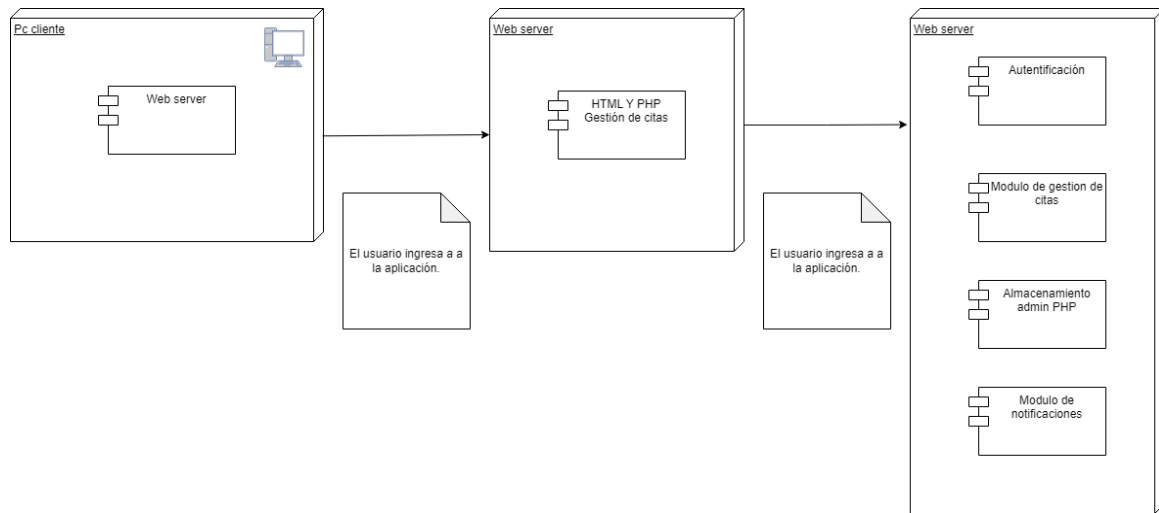 Pc cliente
Web server
Web server
HTML Y PHP
Gestión de citas
El usuario ingresa a a
la aplicación.
El usuario ingresa a a
la aplicación.
Web server
Autentificación
Modulo de gestion de
citas
Almacenamiento
admin PHP
Modulo de
notificaciones